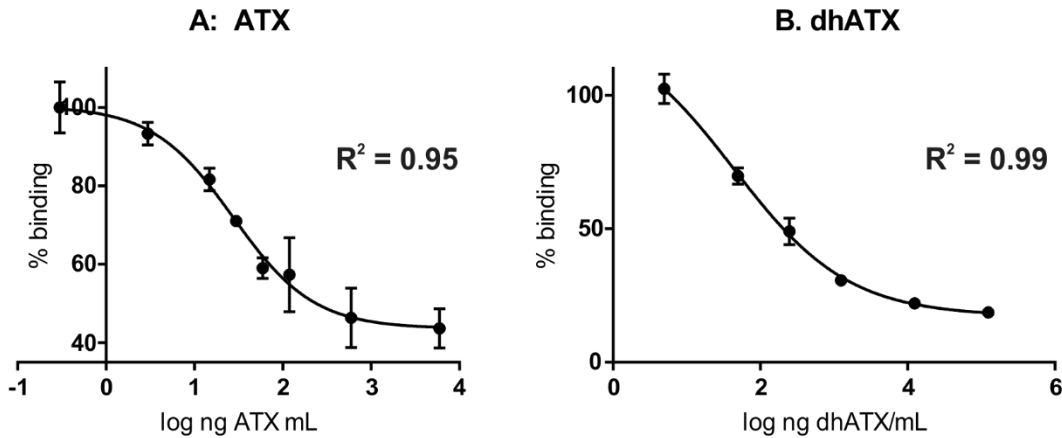 A: ATX
100
80
60
40
% binding
R² = 0.95
-1 0 1 2 3 4
log ng ATX mL
B. dhATX
100
50
0
% binding
R² = 0.99
0 2 4 6
log ng dhATX/mL